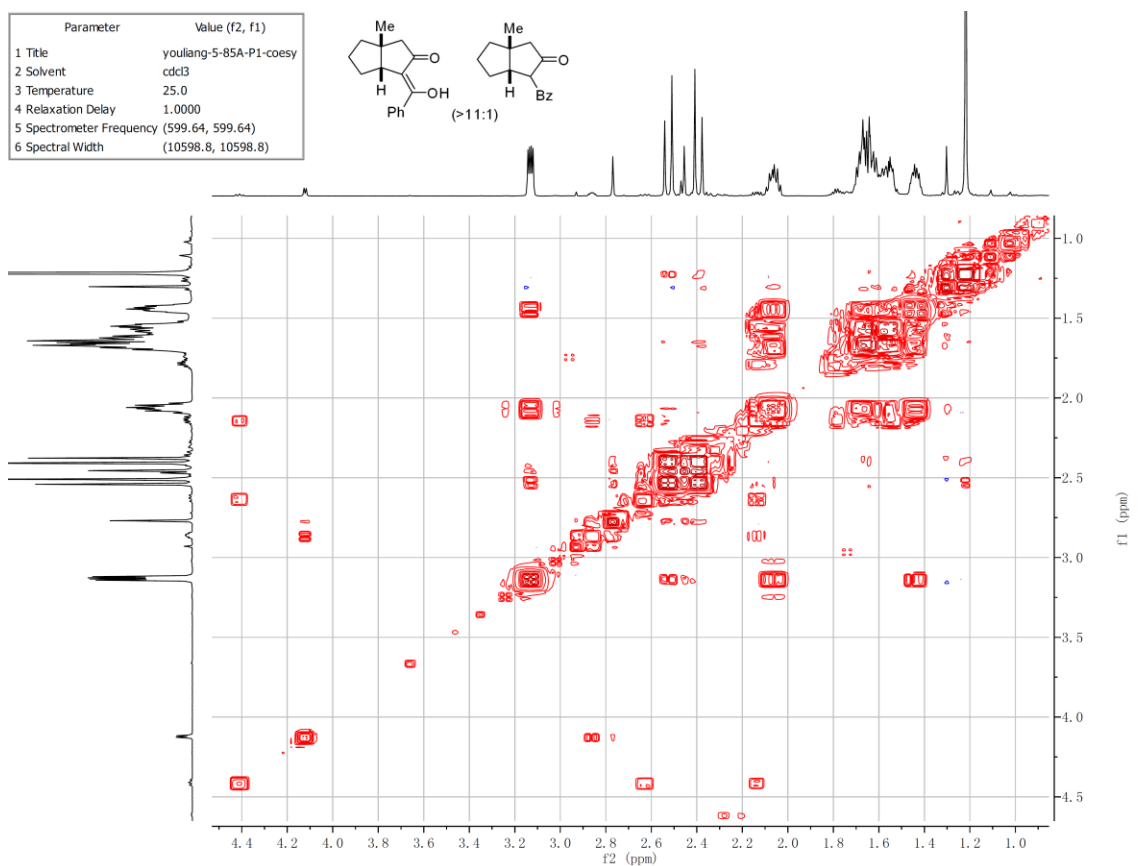 Parameter Value (f2, f1)
1 Title youliang-5-85A-P1-coesy
2 Solvent cdcl3
3 Temperature 25.0
4 Relaxation Delay 1.0000
5 Spectrometer Frequency (599.64, 599.64)
6 Spectral Width (10598.8, 10598.8)
Me
O
H
OH
Ph
(>11:1)
Me
O
H
Bz
1.0
1.5
2.0
2.5
3.0
3.5
4.0
4.5
f1 (ppm)
4.4 4.2 4.0 3.8 3.6 3.4 3.2 3.0 2.8 2.6 2.4 2.2 2.0 1.8 1.6 1.4 1.2 1.0
f2 (ppm)